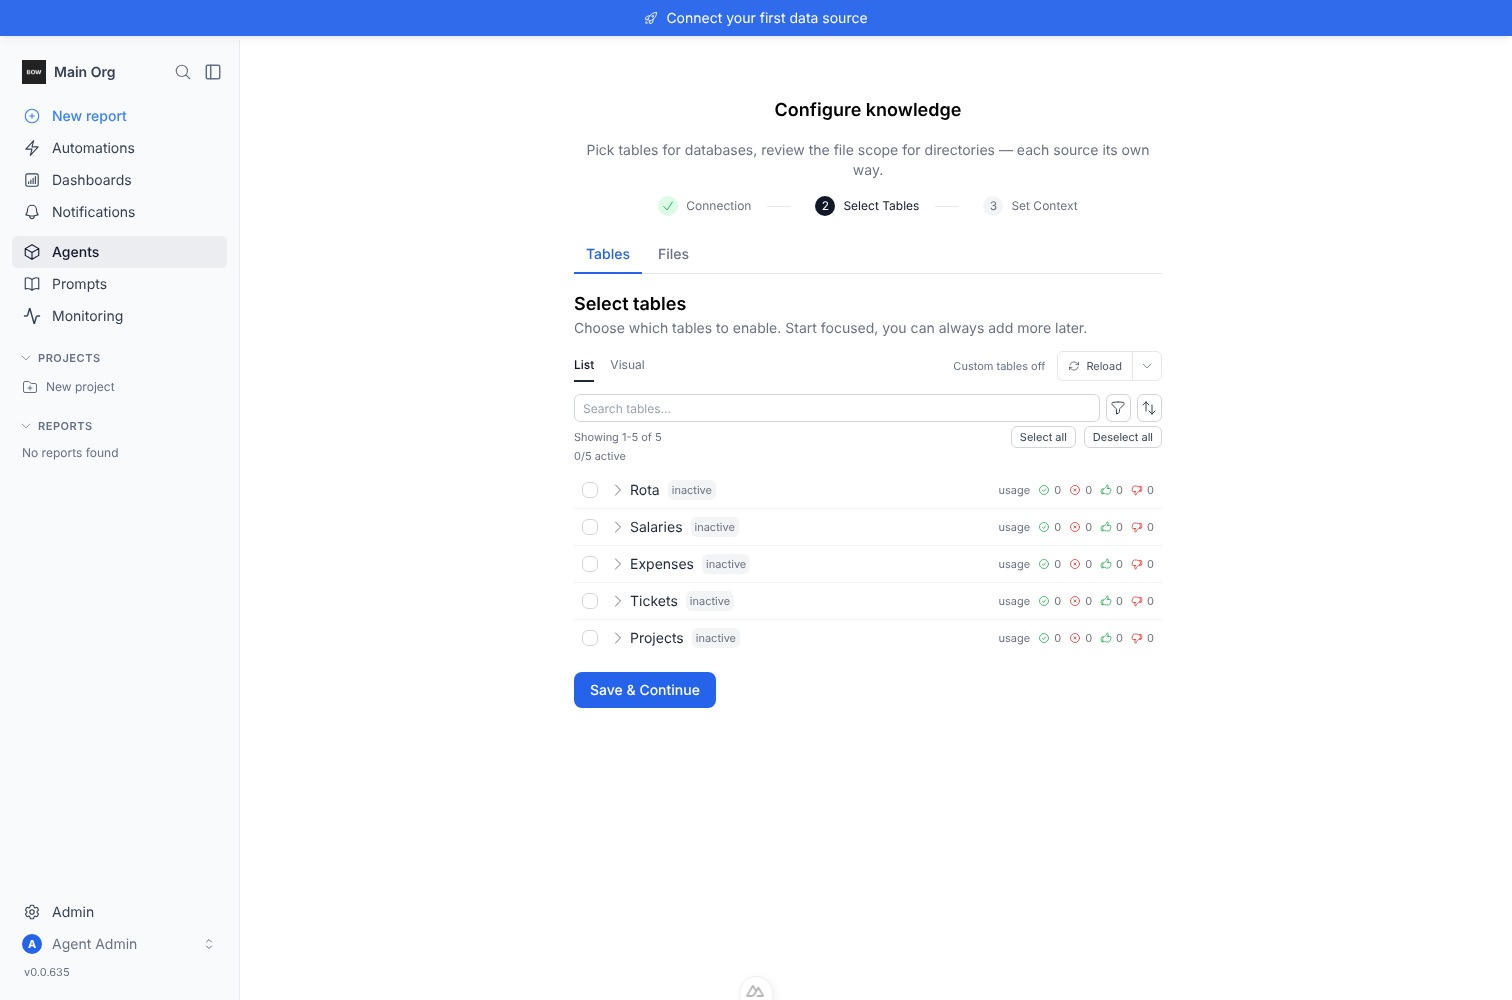 Connect your first data source
BOW
Main Org
New report
Automations
Dashboards
Notifications
Agents
Prompts
Monitoring
PROJECTS
New project
REPORTS
No reports found
Admin
A
Agent Admin
v0.0.635
Configure knowledge
Pick tables for databases, review the file scope for directories — each source its own
way.
Connection
2 Select Tables
3 Set Context
Tables Files
Select tables
Choose which tables to enable. Start focused, you can always add more later.
List Visual Custom tables off Reload
Search tables...
Showing 1-5 of 5 Select all Deselect all
0/5 active
Rota inactive usage 0 0 0 0
Salaries inactive usage 0 0 0 0
Expenses inactive usage 0 0 0 0
Tickets inactive usage 0 0 0 0
Projects inactive usage 0 0 0 0
Save & Continue